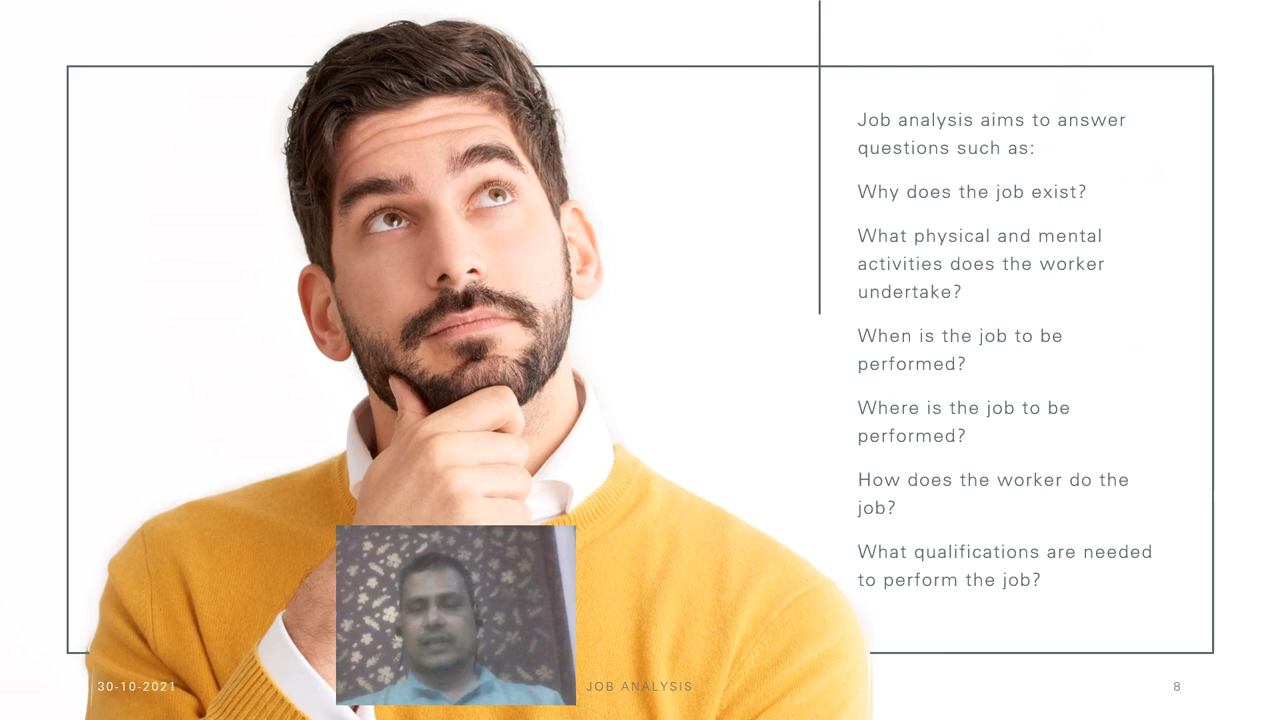 Job analysis aims to answer
questions such as:
Why does the job exist?
What physical and mental
activities does the worker
undertake?
When is the job to be
performed?
Where is the job to be
performed?
How does the worker do the
job?
What qualifications are needed
to perform the job?
30-10-2021
JOB ANALYSIS
8